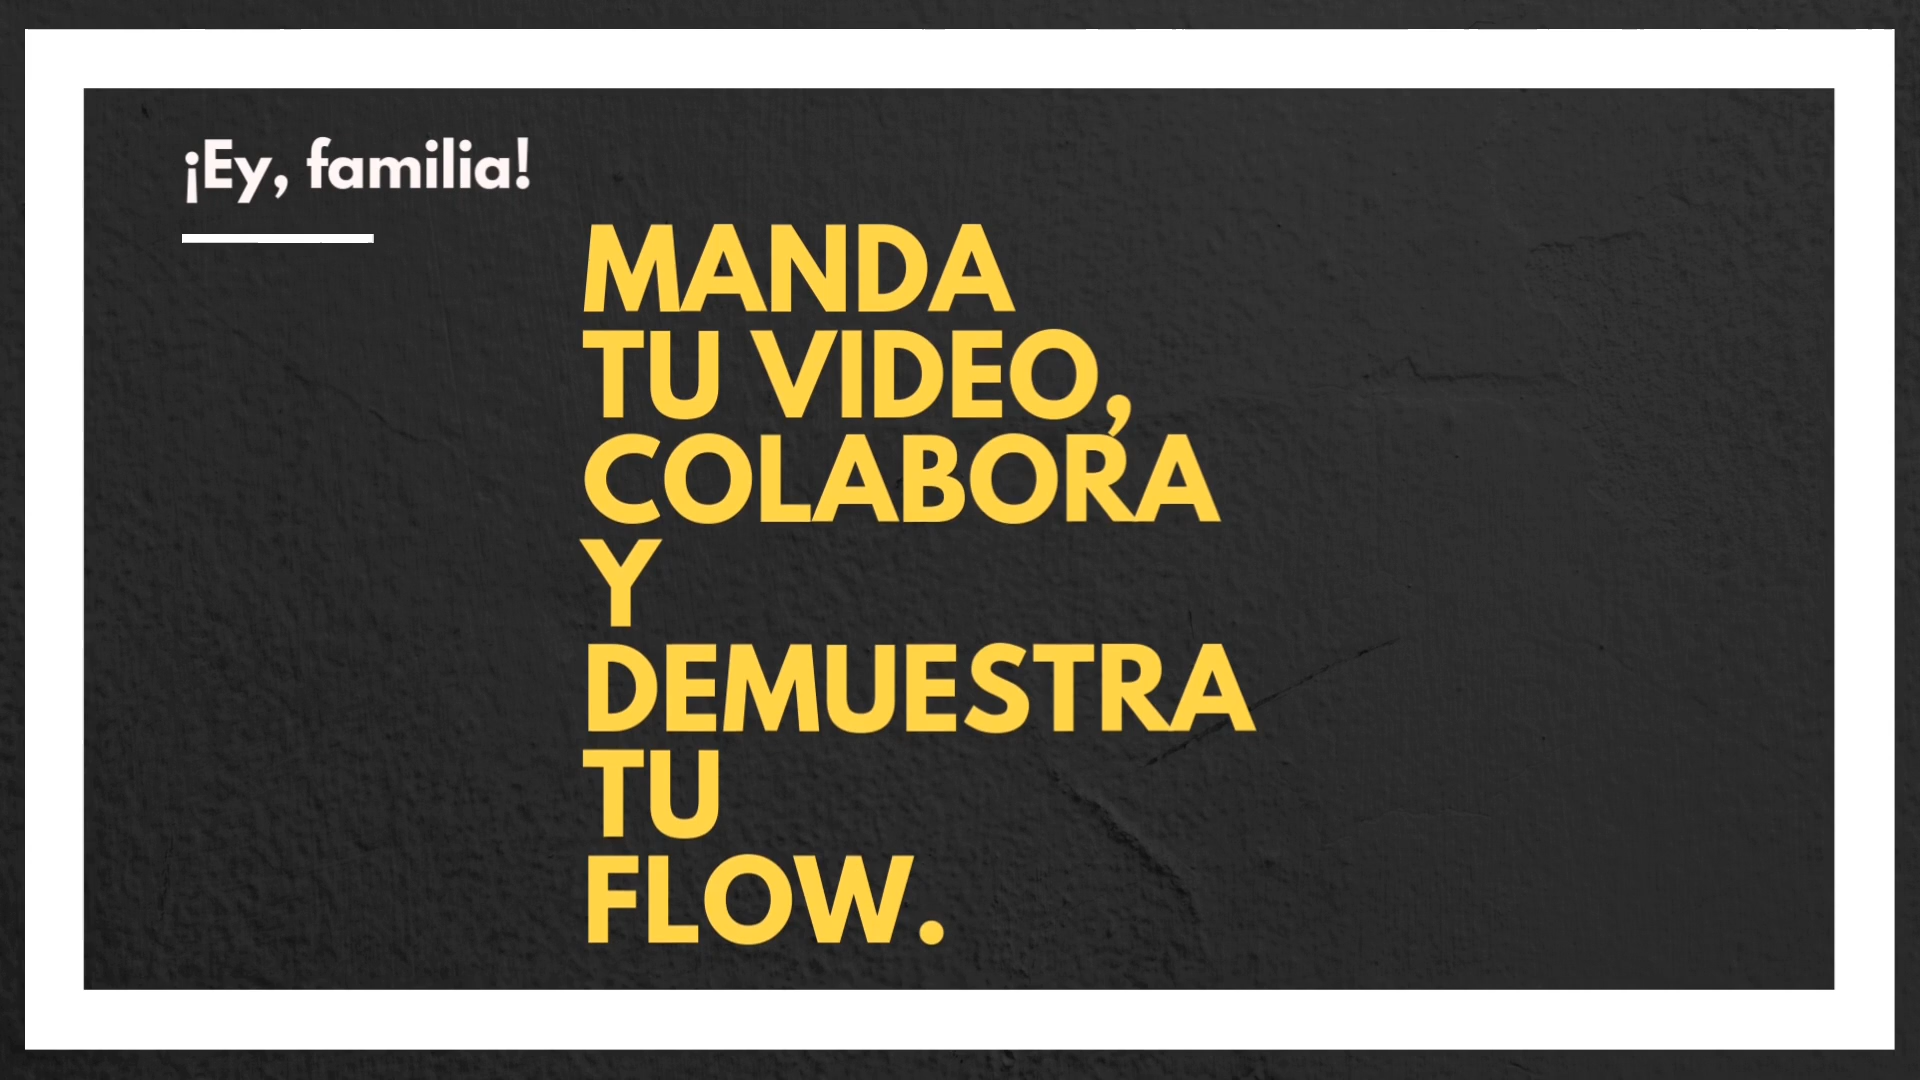 ¡Ey, familia!
MANDA
TU VIDEO,
COLABORA
Y
DEMUESTRA
TU
FLOW.